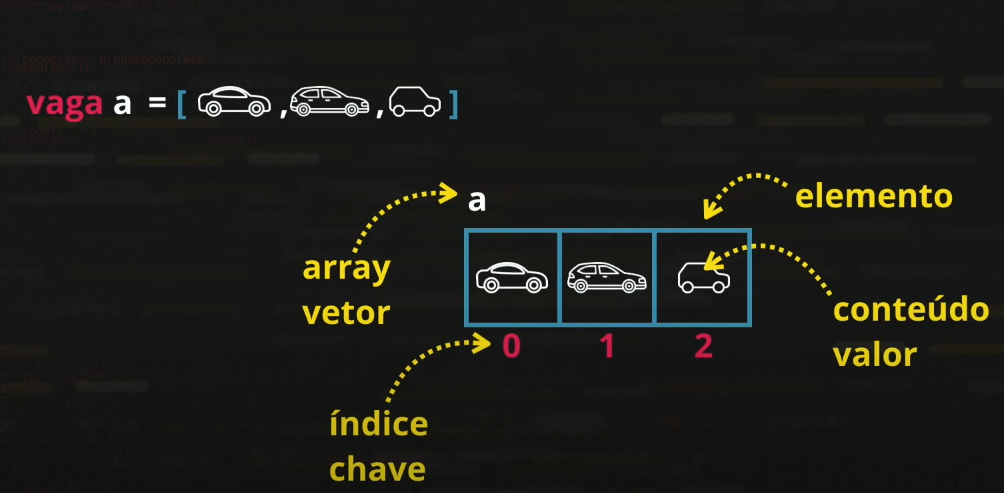 vaga a = [ , , ]
a
elemento
array
vetor
conteúdo
valor
0 1 2
índice
chave